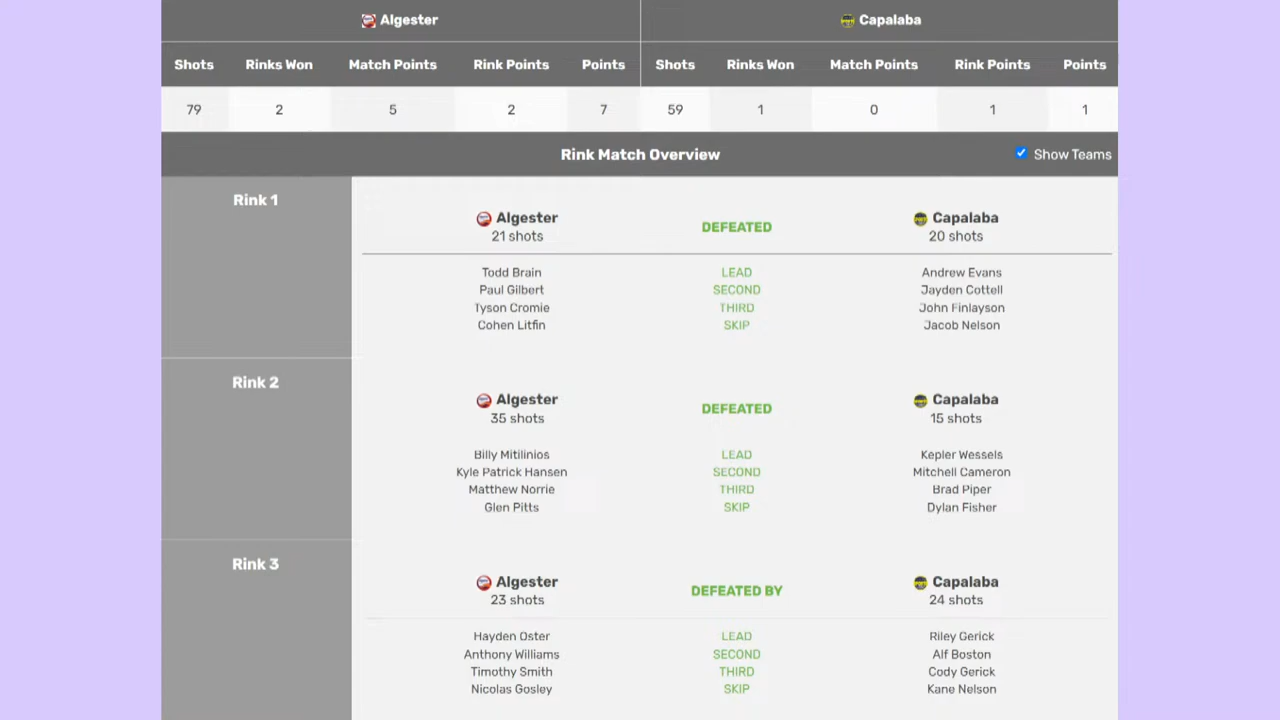 Algester Capalaba
Shots Rinks Won Match Points Rink Points Points Shots Rinks Won Match Points Rink Points Points
79 2 5 2 7 59 1 0 1 1
Rink Match Overview Show Teams
Rink 1
Algester DEFEATED Capalaba
21 shots 20 shots
Todd Brain LEAD Andrew Evans
Paul Gilbert SECOND Jayden Cottell
Tyson Cromie THIRD John Finlayson
Cohen Litfin SKIP Jacob Nelson
Rink 2
Algester DEFEATED Capalaba
35 shots 15 shots
Billy Mitilinios LEAD Kepler Wessels
Kyle Patrick Hansen SECOND Mitchell Cameron
Matthew Norrie THIRD Brad Piper
Glen Pitts SKIP Dylan Fisher
Rink 3
Algester DEFEATED BY Capalaba
23 shots 24 shots
Hayden Oster LEAD Riley Gerick
Anthony Williams SECOND Alf Boston
Timothy Smith THIRD Cody Gerick
Nicolas Gosley SKIP Kane Nelson